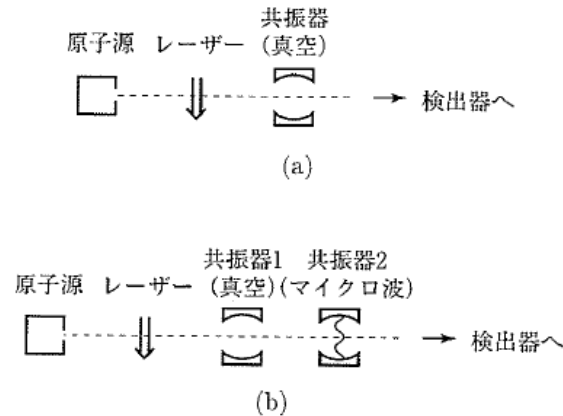 共振器
原子源 レーザー (真空)
検出器へ
(a)
共振器1 共振器2
原子源 レーザー (真空)(マイクロ波)
検出器へ
(b)